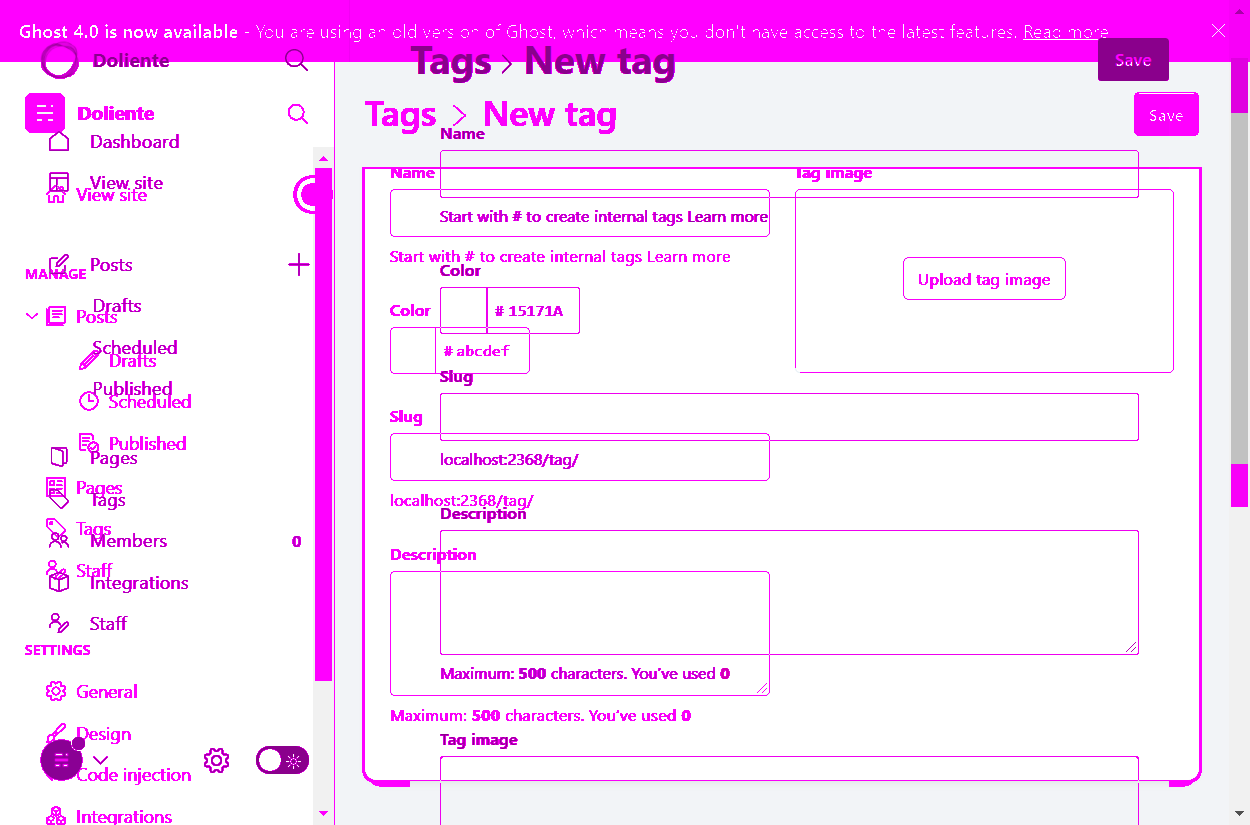 Ghost 4.0 is now available - You are using an old version of Ghost, which means you don't have access to the latest features. Read more
Doliente
Tags > New tag
Save
Doliente
Tags > New tag
Save
Dashboard
View site
View site
Posts
MANAGE
Drafts
Posts
Scheduled
Drafts
Published
Scheduled
Published
Pages
Pages
Tags
Tags
Members
0
Staff
Integrations
Staff
SETTINGS
General
Design
Code injection
Integrations
Name
Name
Tag image
Start with # to create internal tags Learn more
Start with # to create internal tags Learn more
Upload tag image
Color
Color
# 15171A
# abcdef
Slug
Slug
localhost:2368/tag/
localhost:2368/tag/
Description
Description
Maximum: 500 characters. You've used 0
Maximum: 500 characters. You've used 0
Tag image